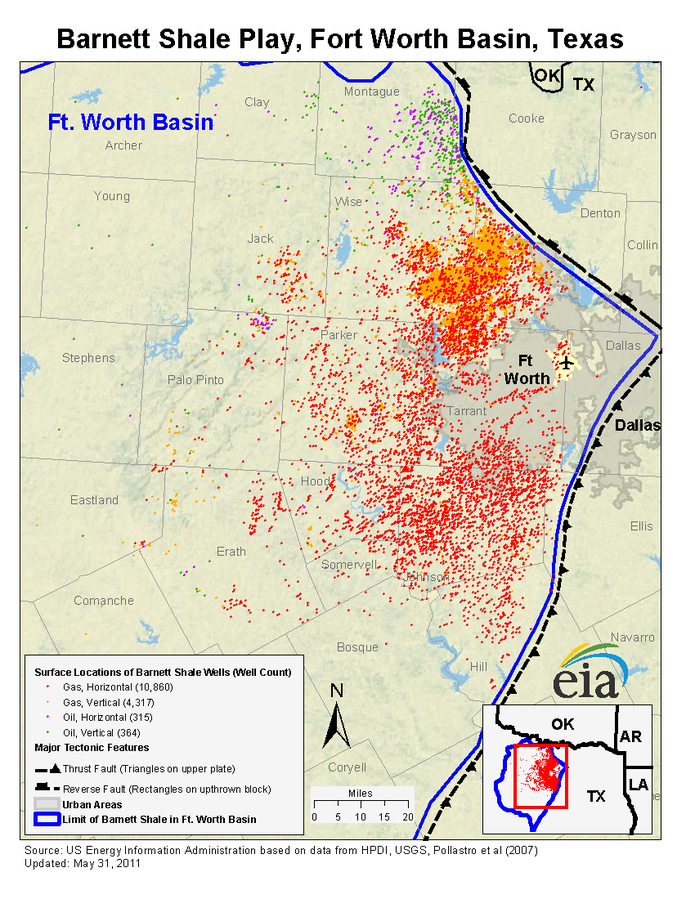 Barnett Shale Play, Fort Worth Basin, Texas
OK
TX
Montague
Clay
Cooke
Ft. Worth Basin
Grayson
Archer
Young
Wise
Denton
Jack
Collin
Parker
Dallas
Stephens
Ft
Worth
Palo Pinto
Tarrant
Dallas
Hood
Eastland
Ellis
Erath
Somervell
Johnson
Comanche
Navarro
Bosque
Hill
eia
Surface Locations of Barnett Shale Wells (Well Count)
Gas, Horizontal (10,860)
Gas, Vertical (4,317)
Oil, Horizontal (315)
Oil, Vertical (364)
Major Tectonic Features
Thrust Fault (Triangles on upper plate)
Reverse Fault (Rectangles on upthrown block)
Urban Areas
Limit of Barnett Shale in Ft. Worth Basin
N
Coryell
Miles
0 5 10 15 20
OK
AR
LA
TX
Source: US Energy Information Administration based on data from HPDI, USGS, Pollastro et al (2007)
Updated: May 31, 2011